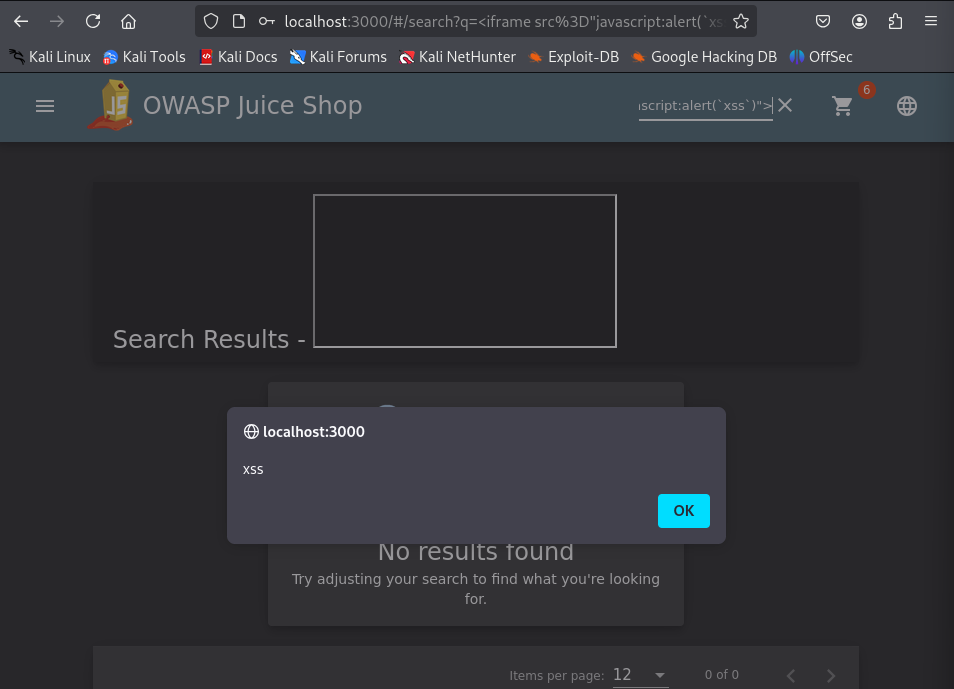 localhost:3000/#/search?q=<iframe src%3D"javascript:alert(`xs
Kali Linux Kali Tools Kali Docs Kali Forums Kali NetHunter Exploit-DB Google Hacking DB OffSec
JS OWASP Juice Shop ascript:alert(`xss`)"> 6
Search Results -
localhost:3000
xss
OK
No results found
Try adjusting your search to find what you're looking
for.
Items per page: 12 0 of 0